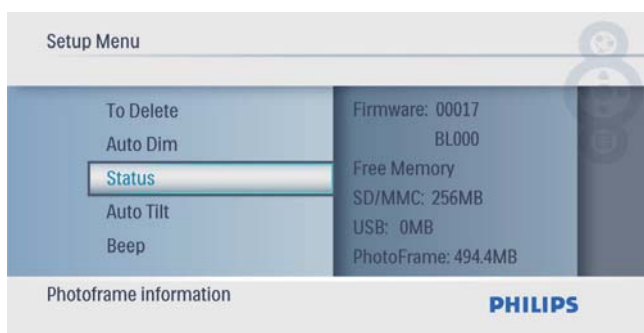 Setup Menu
To Delete
Auto Dim
Status
Auto Tilt
Beep
Firmware: 00017
BL000
Free Memory
SD/MMC: 256MB
USB: 0MB
PhotoFrame: 494.4MB
Photoframe information
PHILIPS